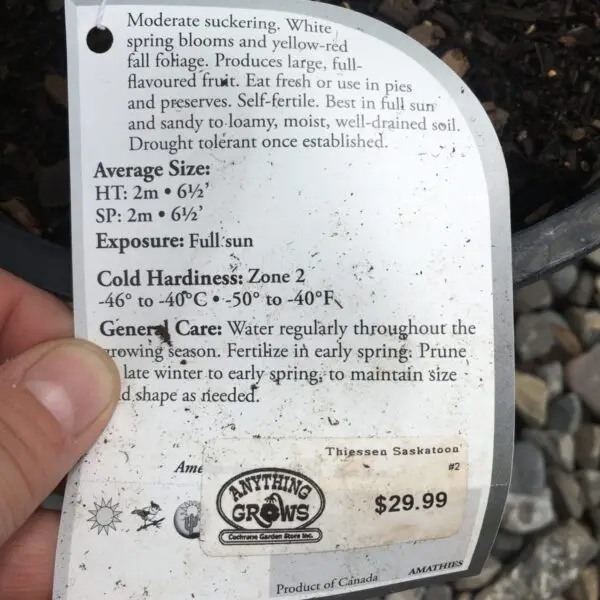 Moderate suckering. White
spring blooms and yellow-red
fall foliage. Produces large, full-
flavoured fruit. Eat fresh or use in pies
and preserves. Self-fertile. Best in full sun
and sandy to loamy, moist, well-drained soil.
Drought tolerant once established.
Average Size:
HT: 2m • 6½'
SP: 2m • 6½'
Exposure: Full sun
Cold Hardiness: Zone 2
-46° to -40°C • -50° to -40°F
General Care: Water regularly throughout the
growing season. Fertilize in early spring. Prune
late winter to early spring, to maintain size
shape as needed.
Ame
Thiessen Saskatoon
#2
ANYTHING
GROWS
Cochrane Garden Store Inc.
$29.99
Product of Canada
AMATHIES